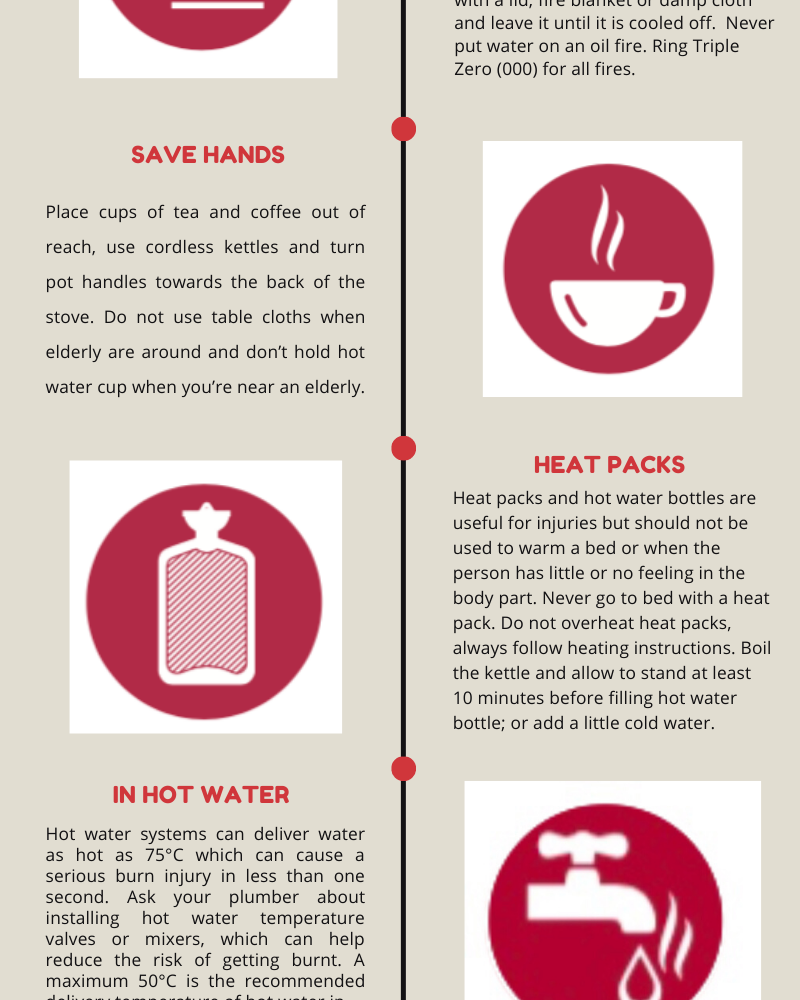 with a lid, fire blanket or damp cloth
and leave it until it is cooled off.  Never
put water on an oil fire. Ring Triple
Zero (000) for all fires.
SAVE HANDS
Place cups of tea and coffee out of
reach, use cordless kettles and turn
pot handles towards the back of the
stove. Do not use table cloths when
elderly are around and don’t hold hot
water cup when you’re near an elderly.
HEAT PACKS
Heat packs and hot water bottles are
useful for injuries but should not be
used to warm a bed or when the
person has little or no feeling in the
body part. Never go to bed with a heat
pack. Do not overheat heat packs,
always follow heating instructions. Boil
the kettle and allow to stand at least
10 minutes before filling hot water
bottle; or add a little cold water.
IN HOT WATER
Hot water systems can deliver water
as hot as 75°C which can cause a
serious burn injury in less than one
second. Ask your plumber about
installing hot water temperature
valves or mixers, which can help
reduce the risk of getting burnt. A
maximum 50°C is the recommended
delivery temperature of hot water in